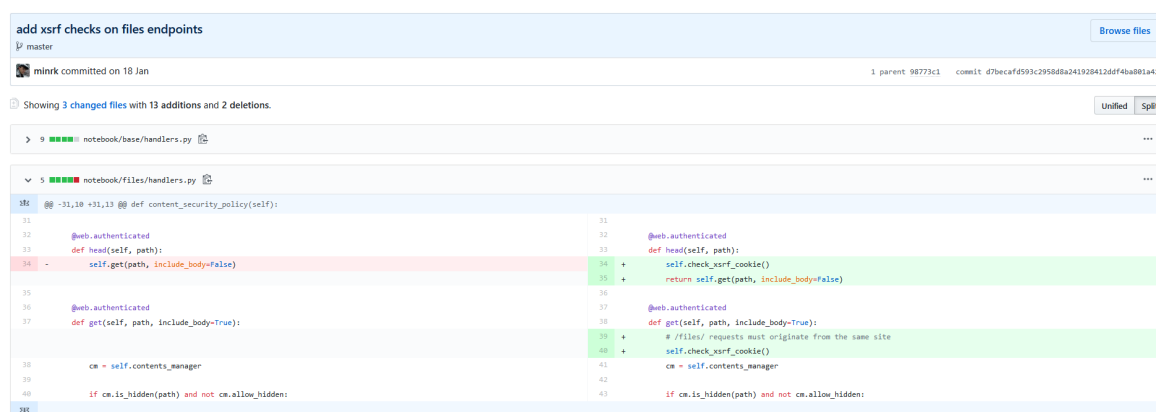 add xsrf checks on files endpoints
Browse files
master
minrk committed on 18 Jan
1 parent 98773c1 commit d7becafd593c2958d8a241928412ddf4ba801a4
Showing 3 changed files with 13 additions and 2 deletions.
Unified Split
9 notebook/base/handlers.py
5 notebook/files/handlers.py
@@ -31,10 +31,13 @@ def content_security_policy(self):
31 31
32 @web.authenticated 32 @web.authenticated
33 def head(self, path): 33 def head(self, path):
34 - self.get(path, include_body=False) 34 + self.check_xsrf_cookie()
35 + return self.get(path, include_body=False)
35 36
36 @web.authenticated 37 @web.authenticated
37 def get(self, path, include_body=True): 38 def get(self, path, include_body=True):
39 + # /files/ requests must originate from the same site
40 + self.check_xsrf_cookie()
38 cm = self.contents_manager 41 cm = self.contents_manager
39 42
40 if cm.is_hidden(path) and not cm.allow_hidden: 43 if cm.is_hidden(path) and not cm.allow_hidden: